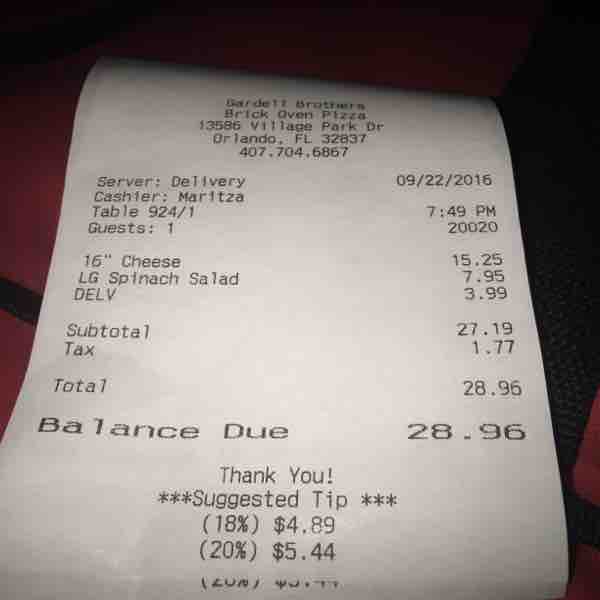 Gardell Brothers
Brick Oven Pizza
13586 Village Park Dr
Orlando, FL 32837
407.704.6867
Server: Delivery 09/22/2016
Cashier: Maritza
Table 924/1 7:49 PM
Guests: 1 20020
16" Cheese 15.25
LG Spinach Salad 7.95
DELV 3.99
Subtotal 27.19
Tax 1.77
Total 28.96
Balance Due 28.96
Thank You!
***Suggested Tip ***
(18%) $4.89
(20%) $5.44